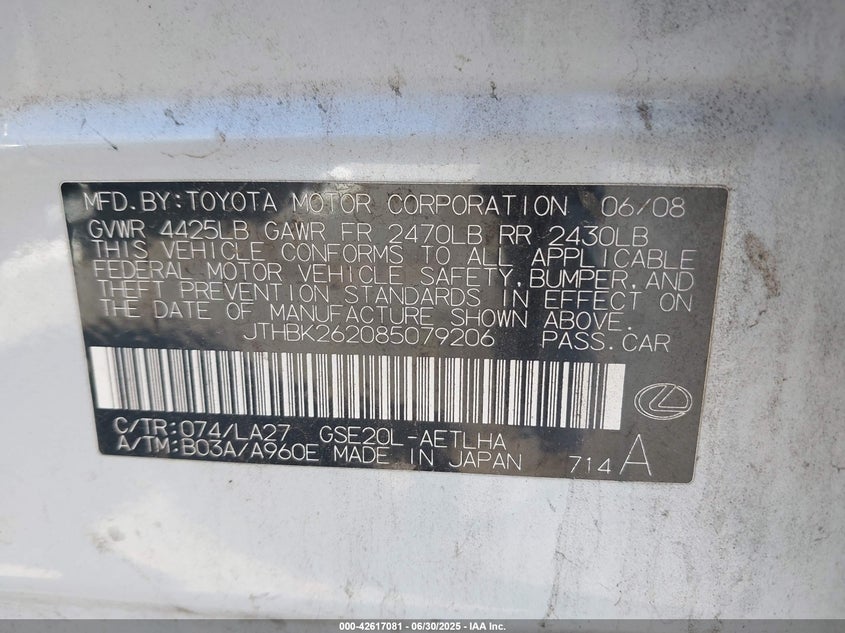 MFD.BY:TOYOTA MOTOR CORPORATION 06/08
GVWR 4425LB GAWR FR 2470LB RR 2430LB
THIS VEHICLE CONFORMS TO ALL APPLICABLE
FEDERAL MOTOR VEHICLE SAFETY,BUMPER,AND
THEFT PREVENTION STANDARDS IN EFFECT ON
THE DATE OF MANUFACTURE SHOWN ABOVE.
JTHBK262085079206 PASS.CAR
C/TR:074/LA27 GSE20L-AETLHA
A/TM:B03A/A960E MADE IN JAPAN 714A
000-42617081 - 06/30/2025 - IAA Inc.